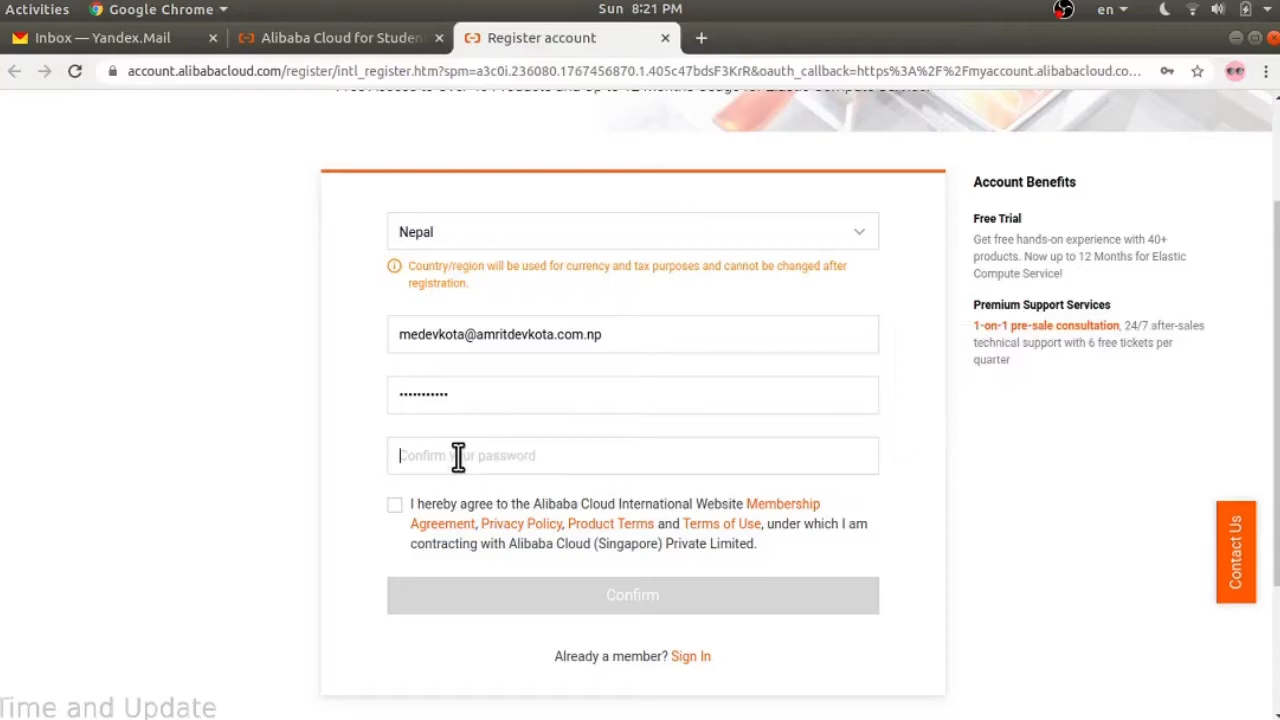 Activities Google Chrome Sun 8:21 PM en
Inbox — Yandex.Mail Alibaba Cloud for Studen Register account
account.alibabacloud.com/register/intl_register.htm?spm=a3c0i.236080.1767456870.1.405c47bdsF3KrR&oauth_callback=https%3A%2F%2Fmyaccount.alibabacloud.co...
Nepal
Country/region will be used for currency and tax purposes and cannot be changed after
registration.
medevkota@amritdevkota.com.np
•••••••••••
Confirm your password
I hereby agree to the Alibaba Cloud International Website Membership
Agreement, Privacy Policy, Product Terms and Terms of Use, under which I am
contracting with Alibaba Cloud (Singapore) Private Limited.
Confirm
Already a member? Sign In
Account Benefits
Free Trial
Get free hands-on experience with 40+
products. Now up to 12 Months for Elastic
Compute Service!
Premium Support Services
1-on-1 pre-sale consultation, 24/7 after-sales
technical support with 6 free tickets per
quarter
Contact Us
Time and Update